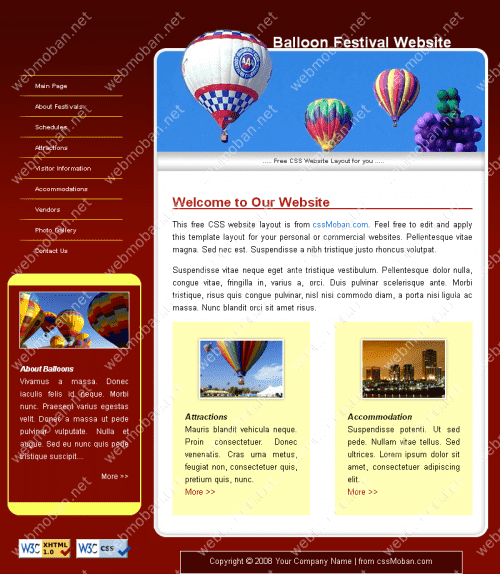 Balloon Festival Website
Main Page
About Festivals
Schedules
Attractions
Visitor Information
Accommodations
Vendors
Photo Gallery
Contact Us
..... Free CSS Website Layout for you .....
Welcome to Our Website
This free CSS website layout is from cssMoban.com. Feel free to edit and apply
this template layout for your personal or commercial websites. Pellentesque vitae
magna. Sed nec est. Suspendisse a nibh tristique justo rhoncus volutpat.
Suspendisse vitae neque eget ante tristique vestibulum. Pellentesque dolor nulla,
congue vitae, fringilla in, varius a, orci. Duis pulvinar scelerisque ante. Morbi
tristique, risus quis congue pulvinar, nisl nisi commodo diam, a porta nisi ligula ac
massa. Nunc blandit orci sit amet risus.
About Balloons
Vivamus a massa. Donec
iaculis felis id neque. Morbi
nunc. Praesent varius egestas
velit. Donec a massa ut pede
pulvinar vulputate. Nulla et
augue. Sed eu nunc quis pede
tristique suscipit...
More >>
Attractions
Mauris blandit vehicula neque.
Proin consectetuer. Donec
venenatis. Cras urna metus,
feugiat non, consectetuer quis,
pretium quis, nunc.
More >>
Accommodation
Suspendisse potenti. Ut sed
pede. Nullam vitae tellus. Sed
ultrices. Lorem ipsum dolor sit
amet, consectetuer adipiscing
elit.
More >>
W3C XHTML 1.0
W3C CSS
Copyright © 2008 Your Company Name | from cssMoban.com
webmoban.net